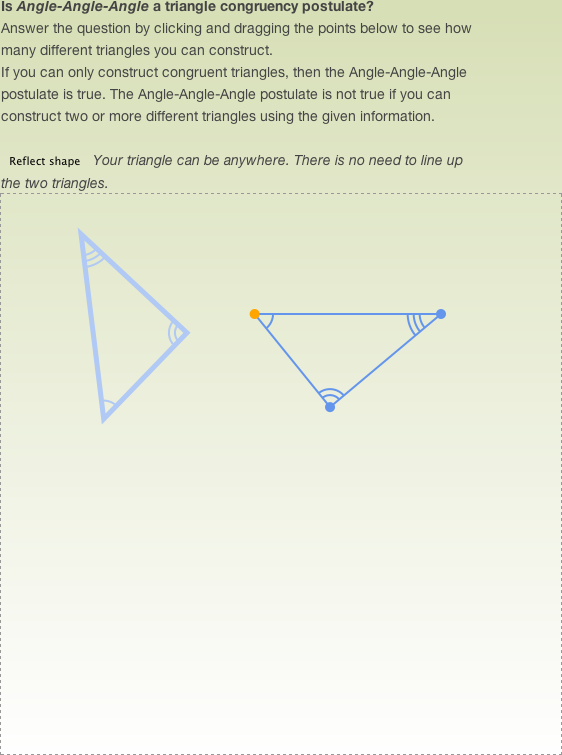 Is Angle-Angle-Angle a triangle congruency postulate?
Answer the question by clicking and dragging the points below to see how
many different triangles you can construct.
If you can only construct congruent triangles, then the Angle-Angle-Angle
postulate is true. The Angle-Angle-Angle postulate is not true if you can
construct two or more different triangles using the given information.
Reflect shape Your triangle can be anywhere. There is no need to line up
the two triangles.